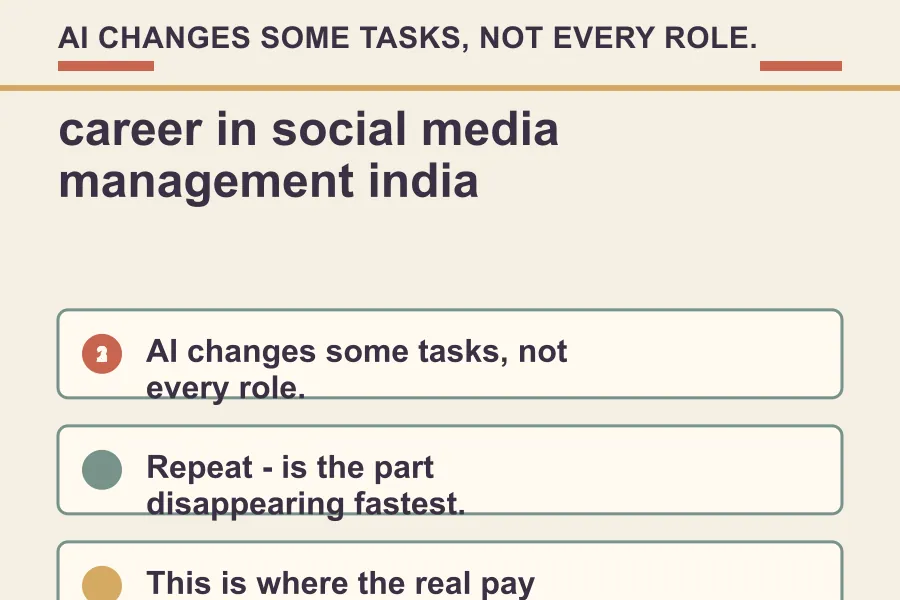 AI CHANGES SOME TASKS, NOT EVERY ROLE.
career in social media
management india
AI changes some tasks, not
every role.
Repeat - is the part
disappearing fastest.
This is where the real pay